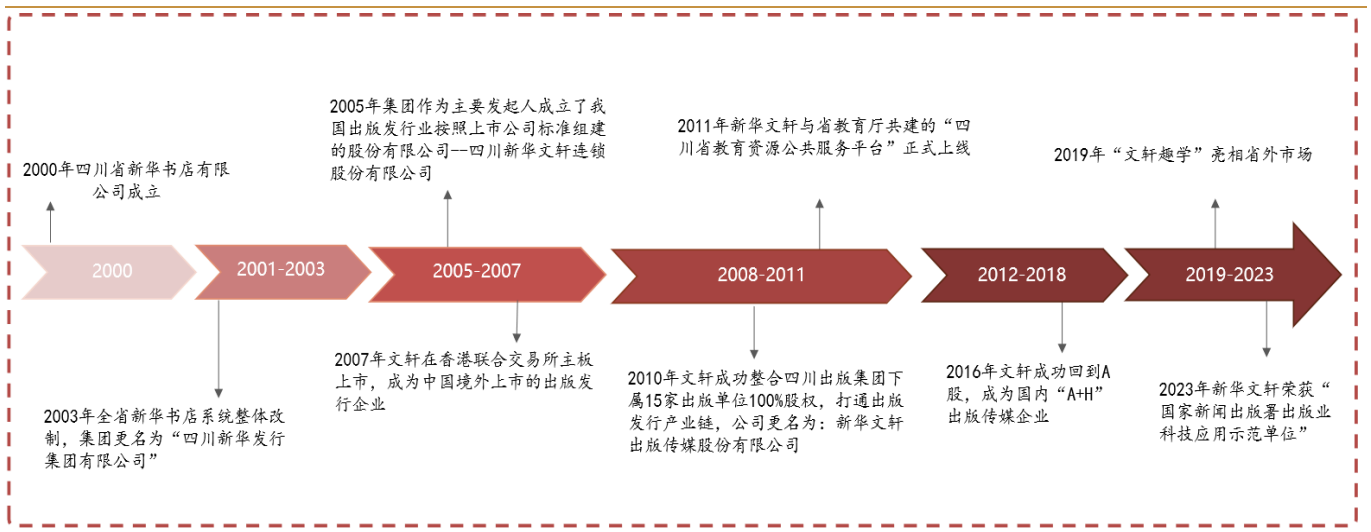 2000年四川省新华书店有限
公司成立
2005年集团作为主要发起人成立了我
国出版发行业按照上市公司标准组建
的股份有限公司--四川新华文轩连锁
股份有限公司
2011年新华文轩与省教育厅共建的“四
川省教育资源公共服务平台”正式上线
2019年“文轩趣学”亮相省外市场
2000
2001-2003
2005-2007
2008-2011
2012-2018
2019-2023
2003年全省新华书店系统整体改
制，集团更名为“四川新华发行
集团有限公司”
2007年文轩在香港联合交易所主板
上市，成为中国境外上市的出版发
行企业
2010年文轩成功整合四川出版集团下
属15家出版单位100%股权，打通出版
发行产业链，公司更名为：新华文轩
出版传媒股份有限公司
2016年文轩成功回到A
股，成为国内“A+H”
出版传媒企业
2023年新华文轩荣获“
国家新闻出版署出版业
科技应用示范单位”